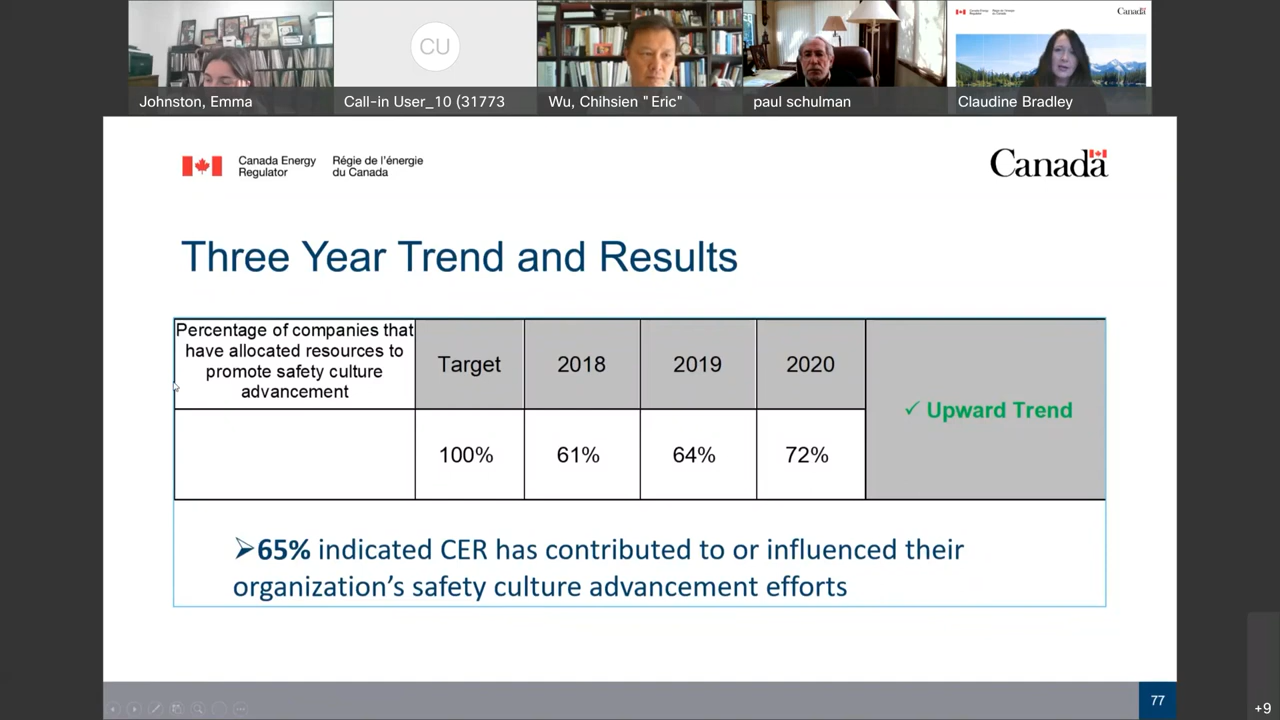 CU
Canada
Johnston, Emma
Call-in User_10 (31773
Wu, Chihsien "Eric"
paul schulman
Claudine Bradley
Canada Energy
Regulator
Régie de l'énergie
du Canada
Canada
Three Year Trend and Results
Percentage of companies that
have allocated resources to
promote safety culture
advancement
Target
2018
2019
2020
✓ Upward Trend
100%
61%
64%
72%
➢65% indicated CER has contributed to or influenced their
organization's safety culture advancement efforts
77
+9